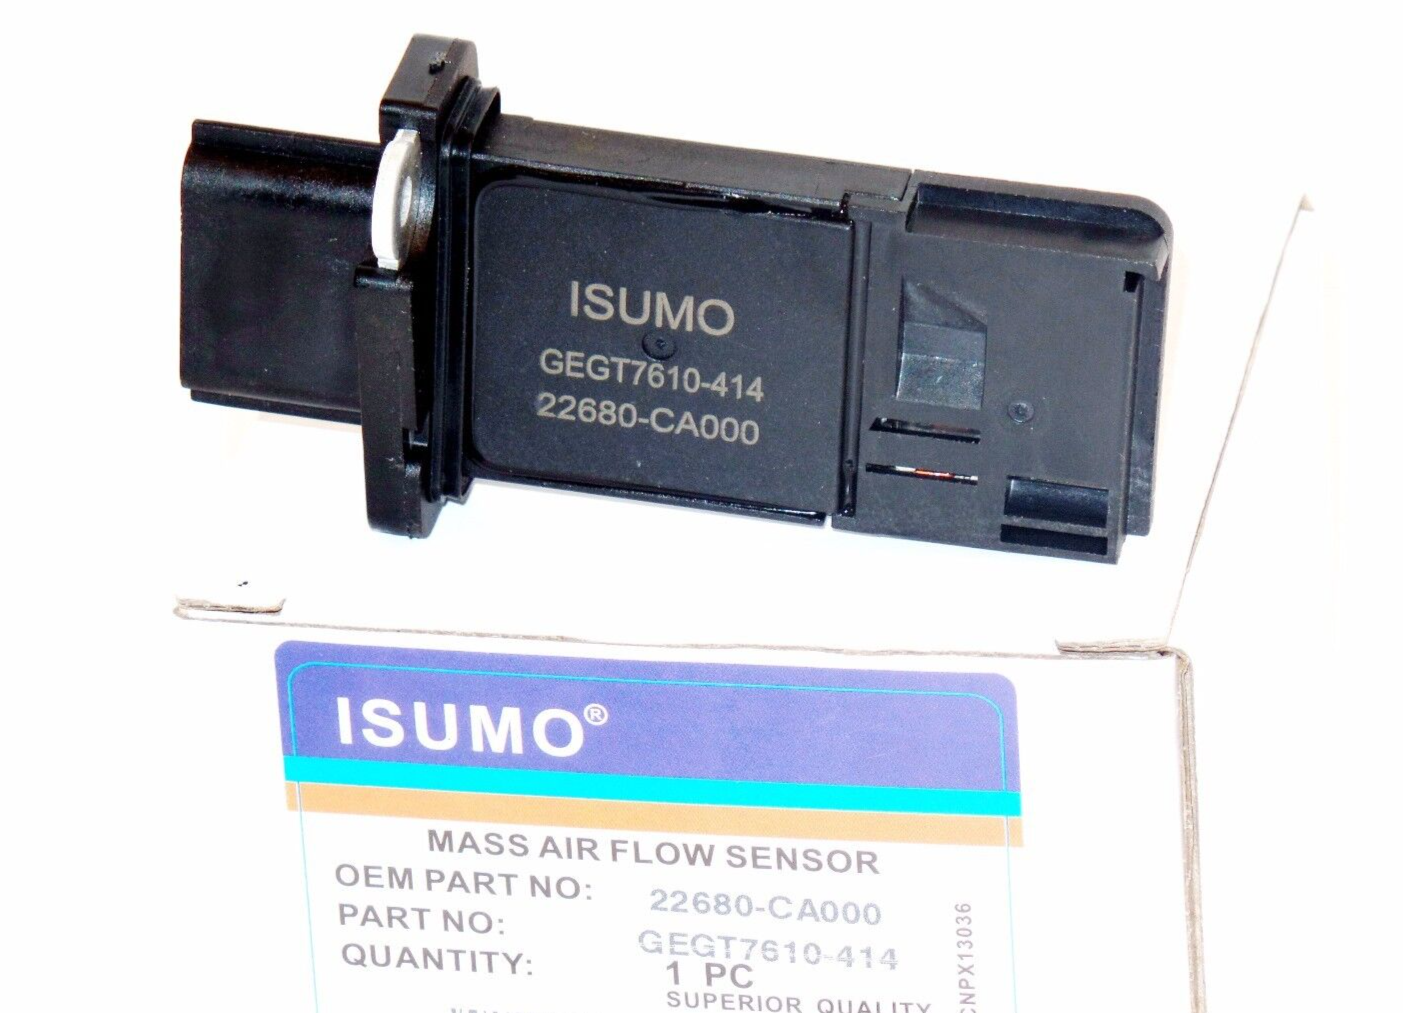 ISUMO
GEGT7610-414
22680-CA000
ISUMO®
MASS AIR FLOW SENSOR
OEM PART NO: 22680-CA000
PART NO: GEGT7610-414
QUANTITY: 1 PC
SUPERIOR QUALITY
CNPX13036